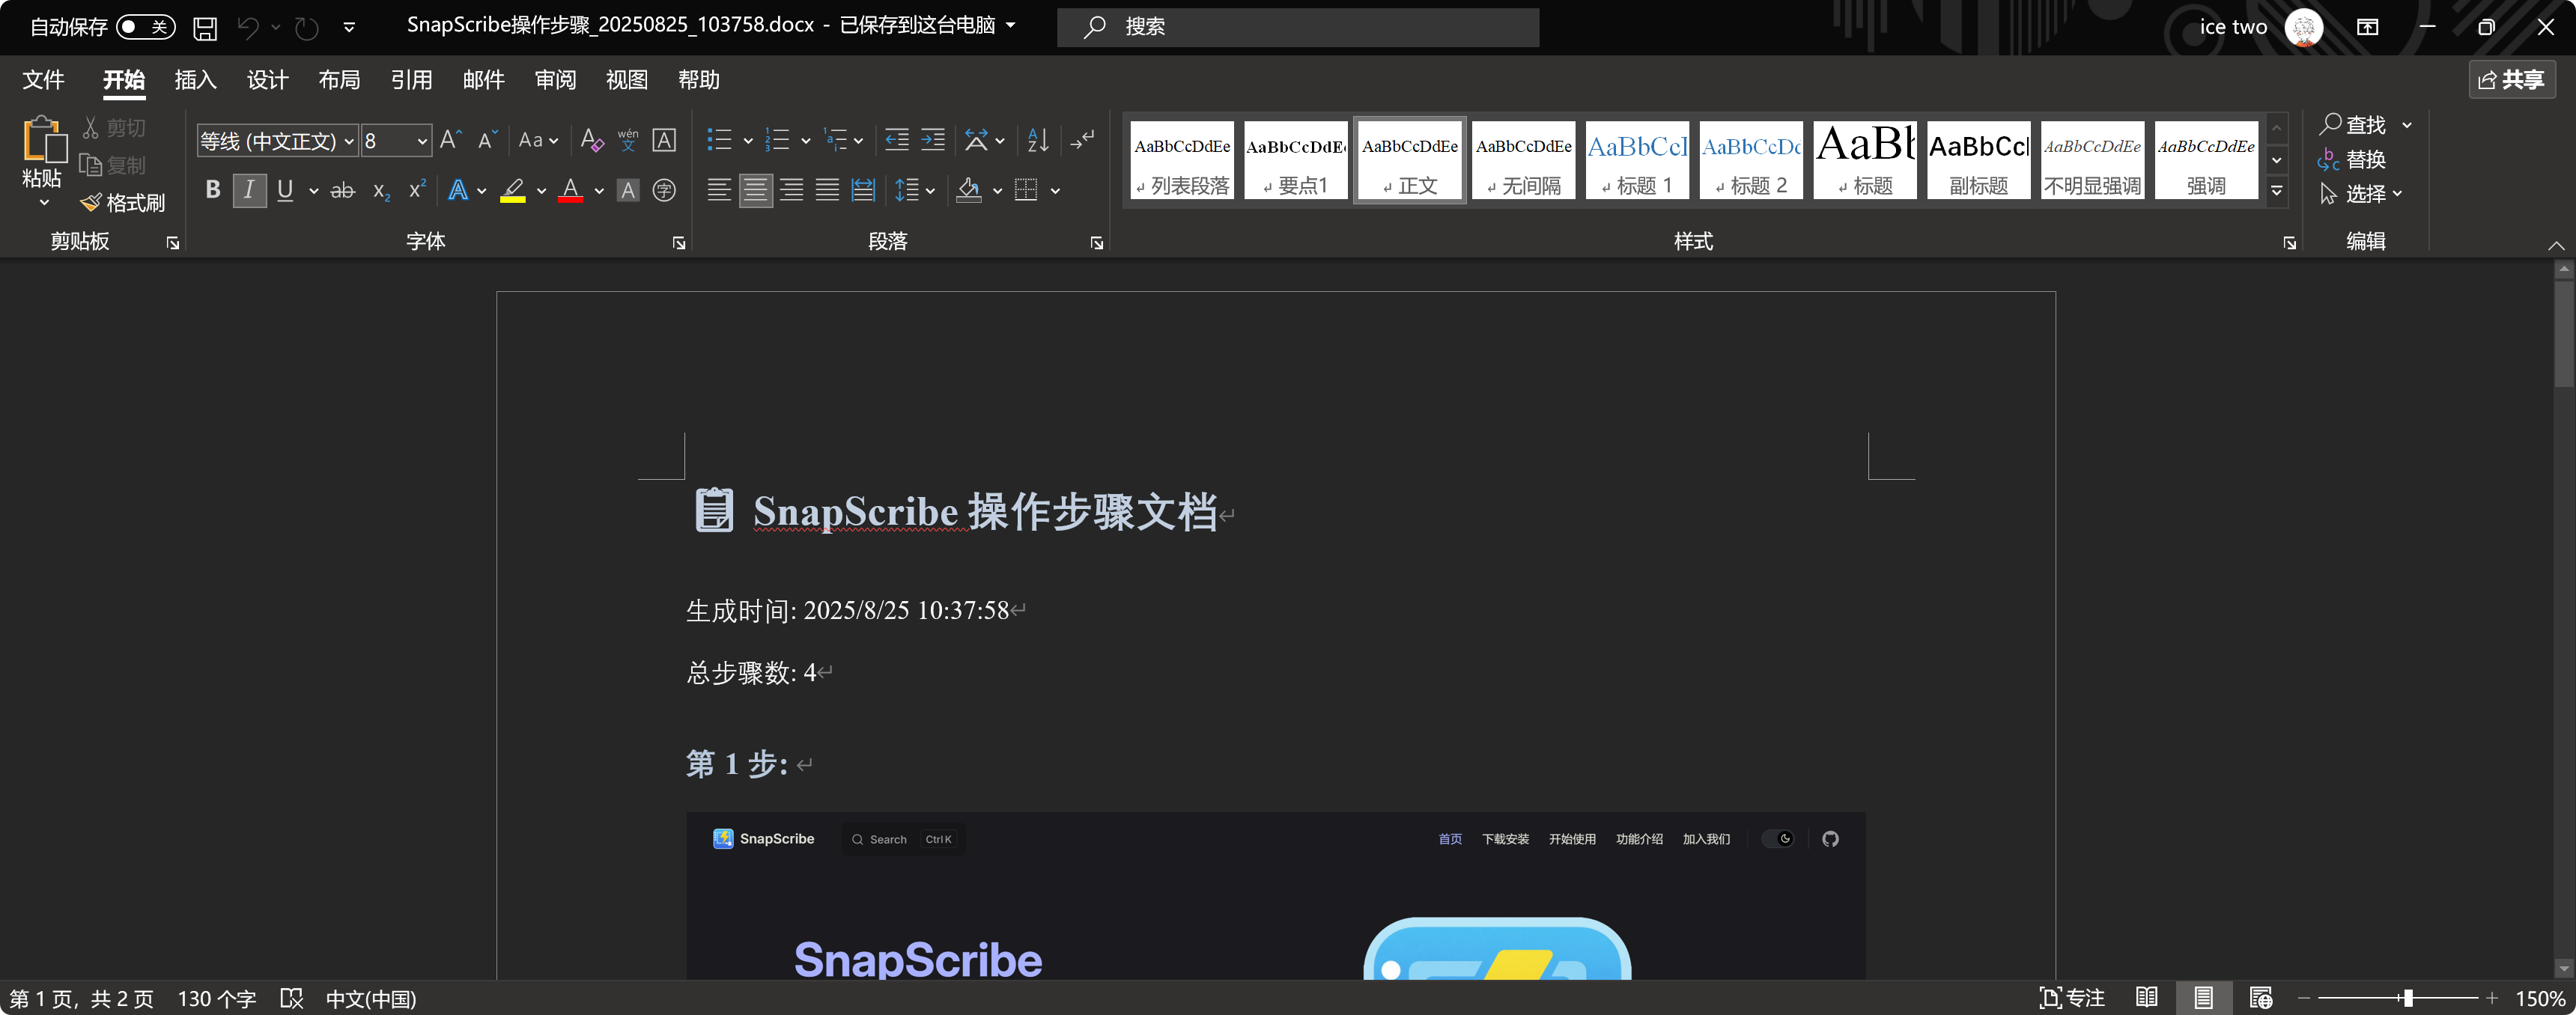 自动保存 关 SnapScribe操作步骤_20250825_103758.docx - 已保存到这台电脑 搜索 ice two
文件 开始 插入 设计 布局 引用 邮件 审阅 视图 帮助 共享
粘贴 剪切 复制 格式刷
剪贴板
等线 (中文正文) 8
字体
段落
AaBbCcDdEe 列表段落
AaBbCcDdE 要点1
AaBbCcDdEe 正文
AaBbCcDdEe 无间隔
AaBbCcI 标题 1
AaBbCcDc 标题 2
AaBb 标题
AaBbCcI 副标题
AaBbCcDdEe 不明显强调
AaBbCcDdEe 强调
样式
查找
替换
选择
编辑
SnapScribe 操作步骤文档
生成时间: 2025/8/25 10:37:58
总步骤数: 4
第 1 步:
SnapScribe Search Ctrl K 首页 下载安装 开始使用 功能介绍 加入我们
SnapScribe
第 1 页，共 2 页 130 个字 中文(中国) 专注 150%